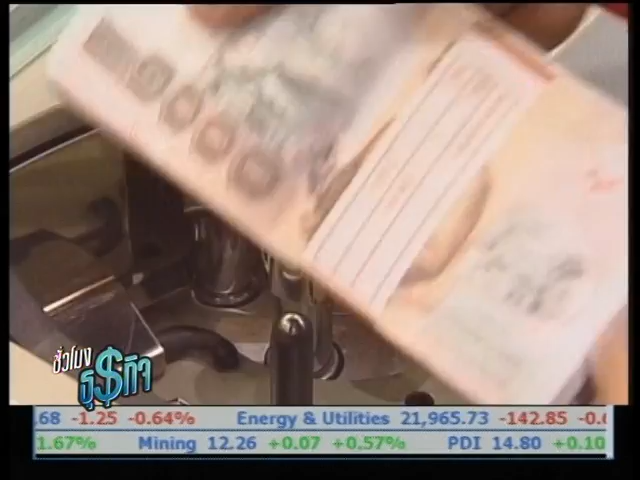 ชั่วโมง
ธุรกิจ
.68 -1.25 -0.64% Energy & Utilities 21,965.73 -142.85 -0.
1.67% Mining 12.26 +0.07 +0.57% PDI 14.80 +0.10